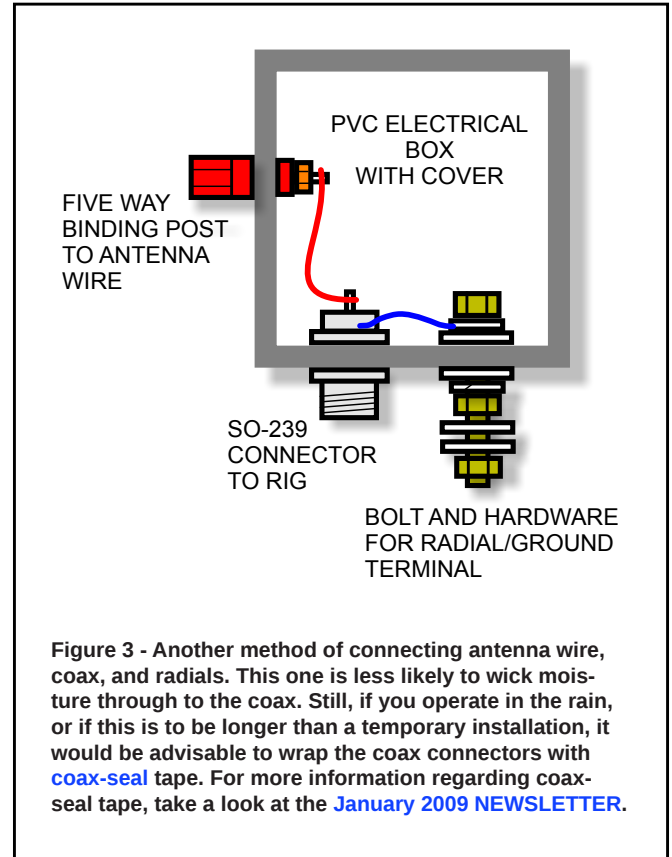 PVC ELECTRICAL
BOX
WITH COVER
FIVE WAY
BINDING POST
TO ANTENNA
WIRE
SO-239
CONNECTOR
TO RIG
BOLT AND HARDWARE
FOR RADIAL/GROUND
TERMINAL
Figure 3 - Another method of connecting antenna wire,
coax, and radials. This one is less likely to wick mois-
ture through to the coax. Still, if you operate in the rain,
or if this is to be longer than a temporary installation, it
would be advisable to wrap the coax connectors with
coax-seal tape. For more information regarding coax-
seal tape, take a look at the January 2009 NEWSLETTER.